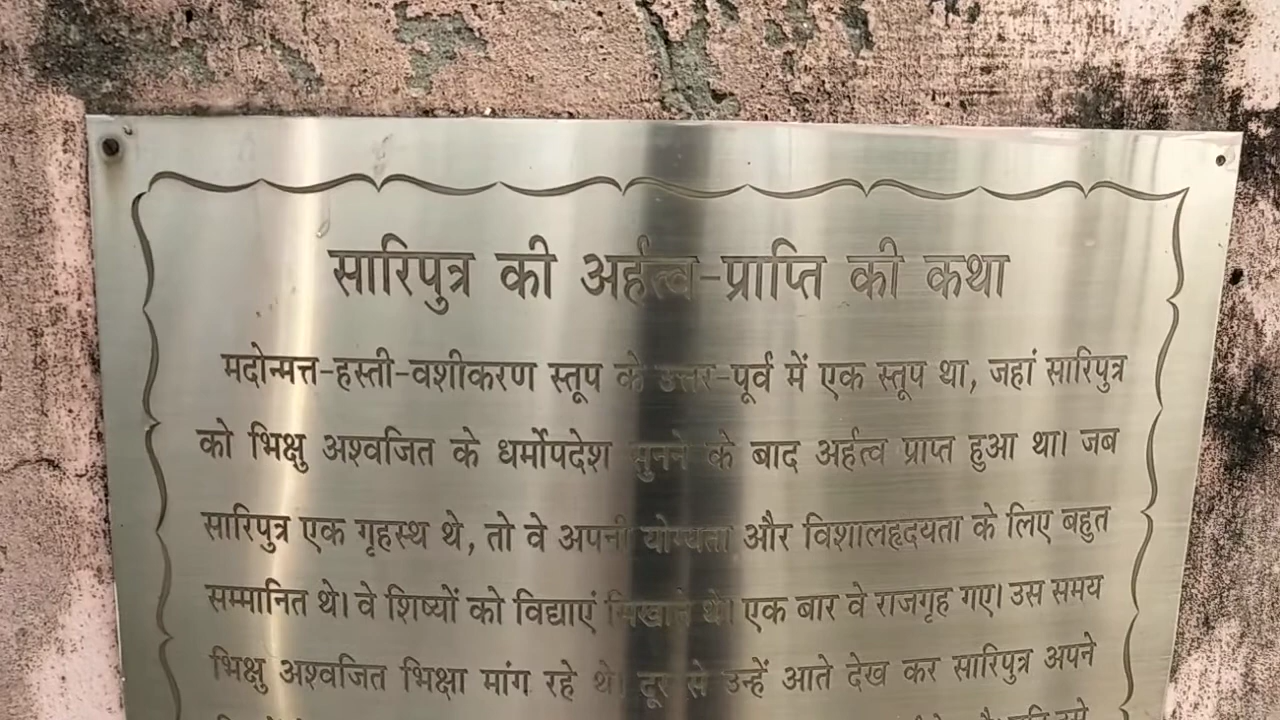 सारिपुत्र की अर्हत्व-प्राप्ति की कथा
मदोन्मत्त-हस्ती-वशीकरण स्तूप के उत्तर-पूर्व में एक स्तूप था, जहां सारिपुत्र
को भिक्षु अश्वजित के धर्मोपदेश सुनने के बाद अर्हत्व प्राप्त हुआ था। जब
सारिपुत्र एक गृहस्थ थे, तो वे अपनी योग्यता और विशालहृदयता के लिए बहुत
सम्मानित थे। वे शिष्यों को विद्याएं सिखाते थे। एक बार वे राजगृह गए। उस समय
भिक्षु अश्वजित भिक्षा मांग रहे थे। दूर से उन्हें आते देख कर सारिपुत्र अपने